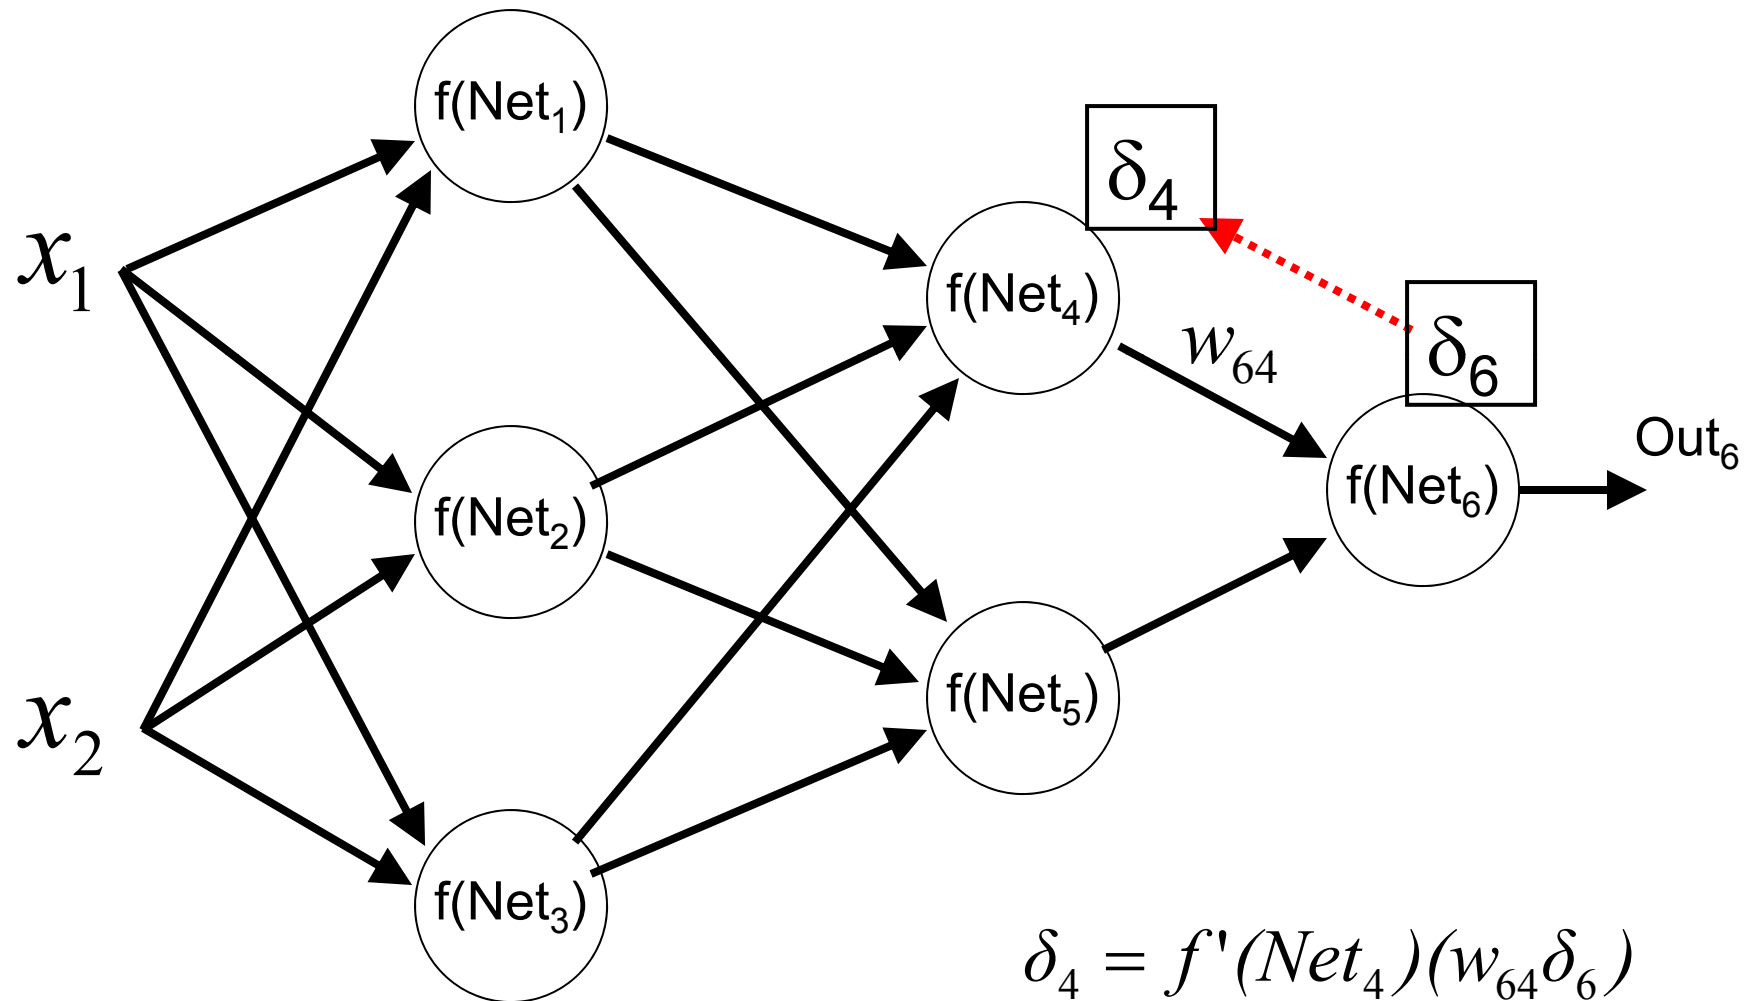 f(Net₁)
δ₄
x₁
f(Net₄)
w₆₄
δ₆
Out₆
f(Net₂)
f(Net₆)
f(Net₅)
x₂
f(Net₃)
δ₄ = f '(Net₄)(w₆₄δ₆)